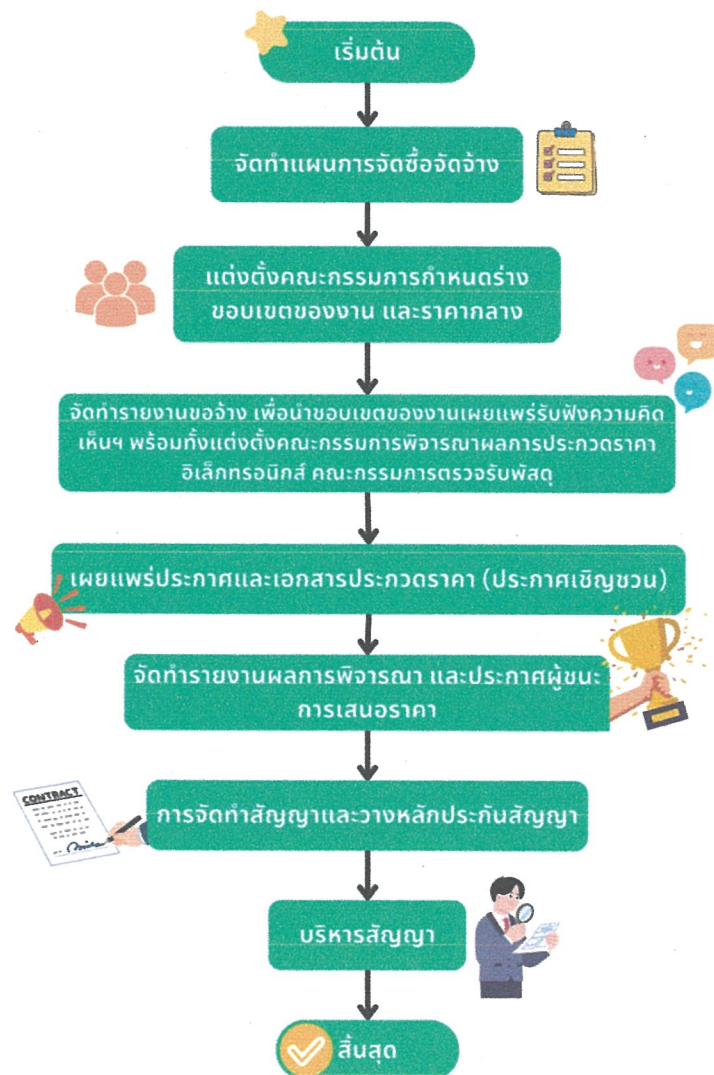 เริ่มต้น
จัดทำแผนการจัดซื้อจัดจ้าง
แต่งตั้งคณะกรรมการกำหนดร่าง
ขอบเขตของงาน และราคากลาง
จัดทำรายงานขอจ้าง เพื่อนำขอบเขตของงานเผยแพร่รับฟังความคิด
เห็นฯ พร้อมทั้งแต่งตั้งคณะกรรมการพิจารณาผลการประกวดราคา
อิเล็กทรอนิกส์ คณะกรรมการตรวจรับพัสดุ
เผยแพร่ประกาศและเอกสารประกวดราคา (ประกาศเชิญชวน)
จัดทำรายงานผลการพิจารณา และประกาศผู้ชนะ
การเสนอราคา
CONTRACT
การจัดทำสัญญาและวางหลักประกันสัญญา
บริหารสัญญา
สิ้นสุด